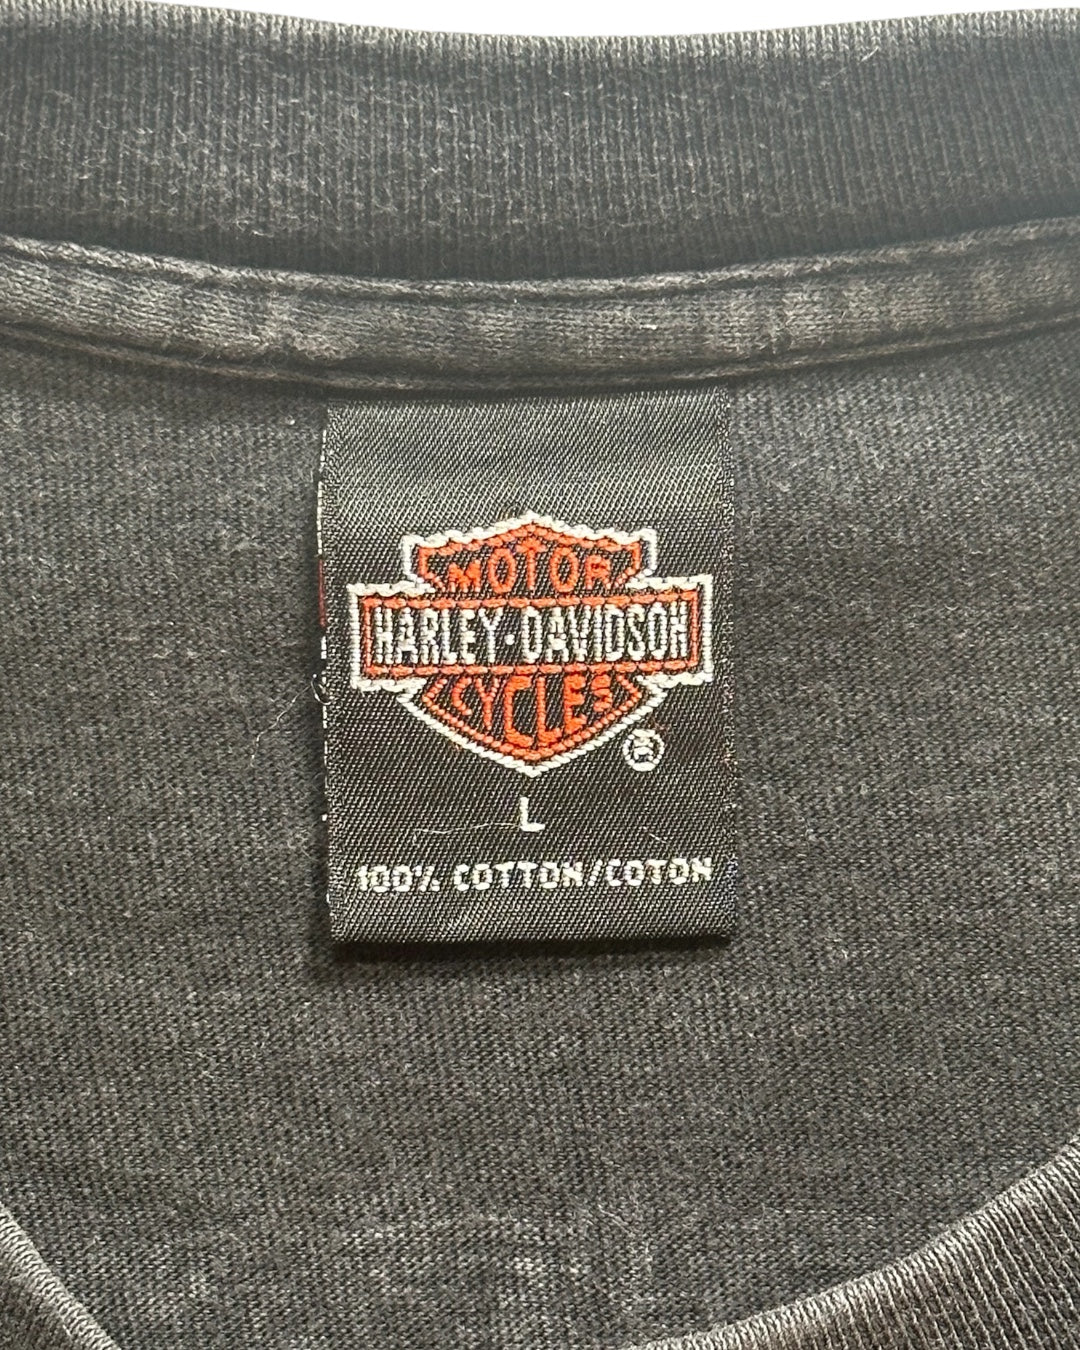 MOTOR
HARLEY-DAVIDSON
CYCLES
®
L
100% COTTON/COTON